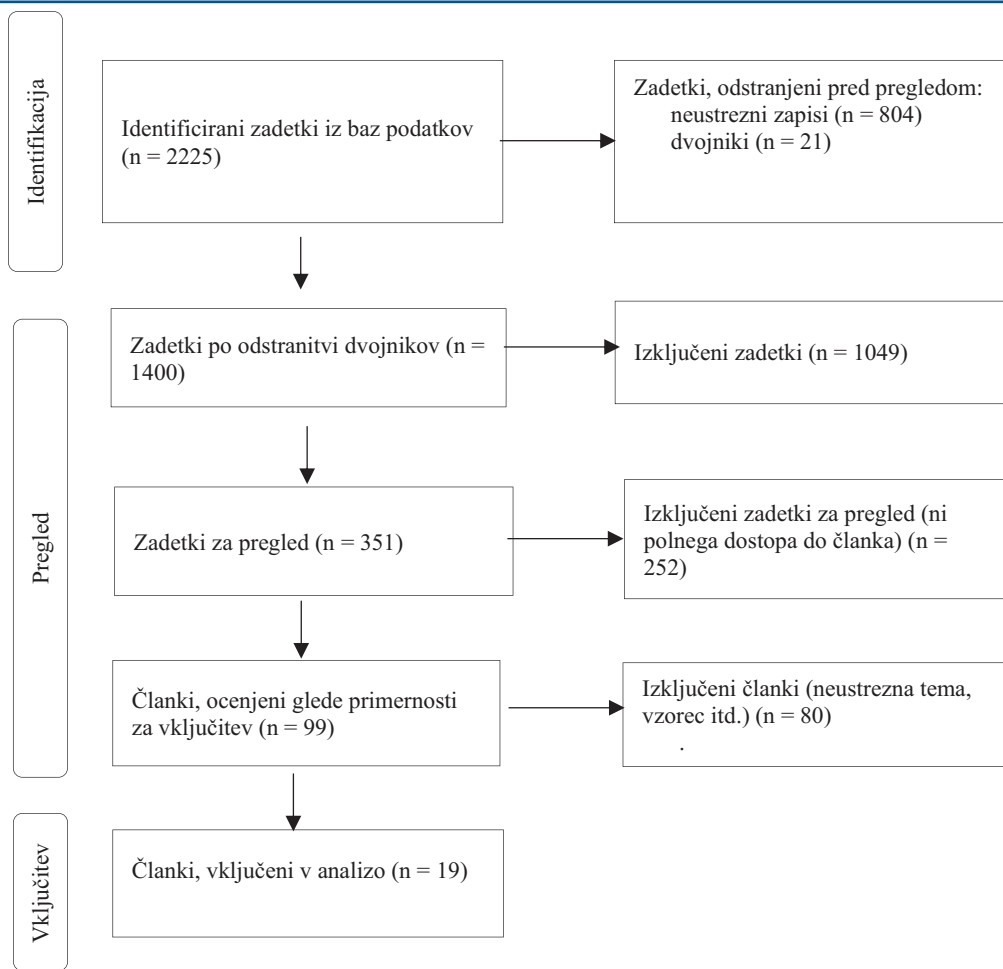 Identifikacija
Identificirani zadetki iz baz podatkov
(n = 2225)
Zadetki, odstranjeni pred pregledom:
neustrezni zapisi (n = 804)
dvojniki (n = 21)
Pregled
Zadetki po odstranitvi dvojnikov (n =
1400)
Izključeni zadetki (n = 1049)
Zadetki za pregled (n = 351)
Izključeni zadetki za pregled (ni
polnega dostopa do članka) (n =
252)
Članki, ocenjeni glede primernosti
za vključitev (n = 99)
Izključeni članki (neustrezna tema,
vzorec itd.) (n = 80)
.
Vključitev
Članki, vključeni v analizo (n = 19)